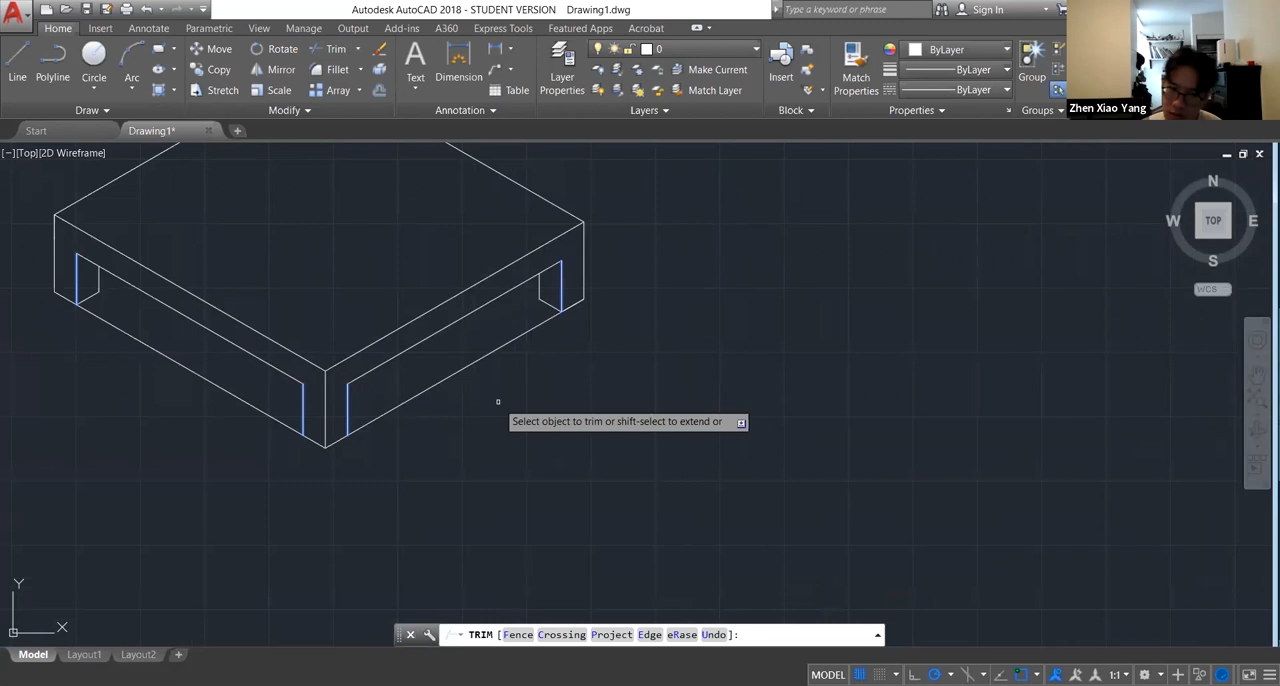 Autodesk AutoCAD 2018 - STUDENT VERSION Drawing1.dwg
Type a keyword or phrase
Sign In
Home Insert Annotate Parametric View Manage Output Add-ins A360 Express Tools Featured Apps Acrobat
Line Polyline Circle Arc
Move Rotate Trim
Copy Mirror Fillet
Stretch Scale Array
Text Dimension
Table
Layer Properties
0
Make Current
Match Layer
Insert
Match Properties
ByLayer
ByLayer
ByLayer
Group
Draw Modify Annotation Layers Block Properties Groups
Zhen Xiao Yang
Start Drawing1*
[−][Top][2D Wireframe]
N
W TOP E
S
WCS
Select object to trim or shift-select to extend or
Y
X
TRIM [Fence Crossing Project Edge eRase Undo]:
Model Layout1 Layout2
MODEL 1:1